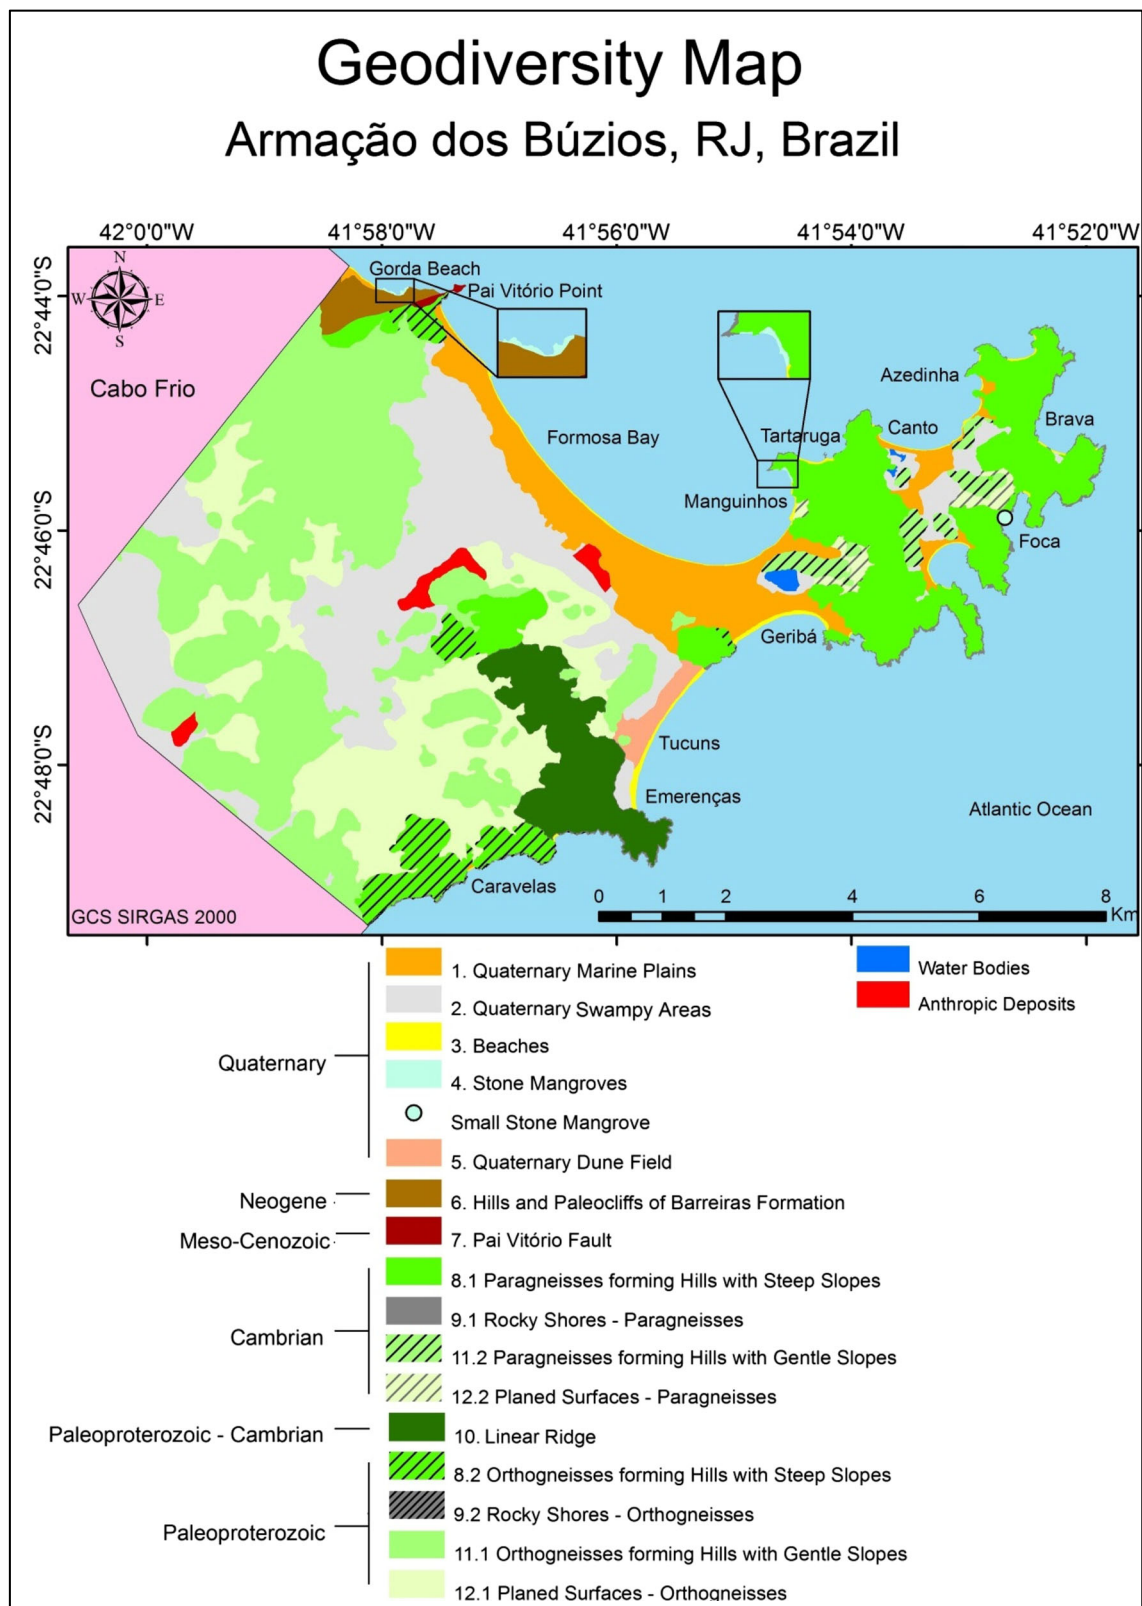 Geodiversity Map
Armação dos Búzios, RJ, Brazil
42°0'0"W 41°58'0"W 41°56'0"W 41°54'0"W 41°52'0"W
22°44'0"S
22°46'0"S
22°48'0"S
N
W E
S
Gorda Beach
Pai Vitório Point
Cabo Frio
Formosa Bay
Azedinha
Tartaruga
Canto
Brava
Manguinhos
Foca
Geribá
Tucuns
Emerenças
Atlantic Ocean
Caravelas
GCS SIRGAS 2000
0 1 2 4 6 8
Km
Quaternary
1. Quaternary Marine Plains
2. Quaternary Swampy Areas
3. Beaches
4. Stone Mangroves
Small Stone Mangrove
5. Quaternary Dune Field
Water Bodies
Anthropic Deposits
Neogene
6. Hills and Paleocliffs of Barreiras Formation
Meso-Cenozoic
7. Pai Vitório Fault
Cambrian
8.1 Paragneisses forming Hills with Steep Slopes
9.1 Rocky Shores - Paragneisses
11.2 Paragneisses forming Hills with Gentle Slopes
12.2 Planed Surfaces - Paragneisses
Paleoproterozoic - Cambrian
10. Linear Ridge
Paleoproterozoic
8.2 Orthogneisses forming Hills with Steep Slopes
9.2 Rocky Shores - Orthogneisses
11.1 Orthogneisses forming Hills with Gentle Slopes
12.1 Planed Surfaces - Orthogneisses